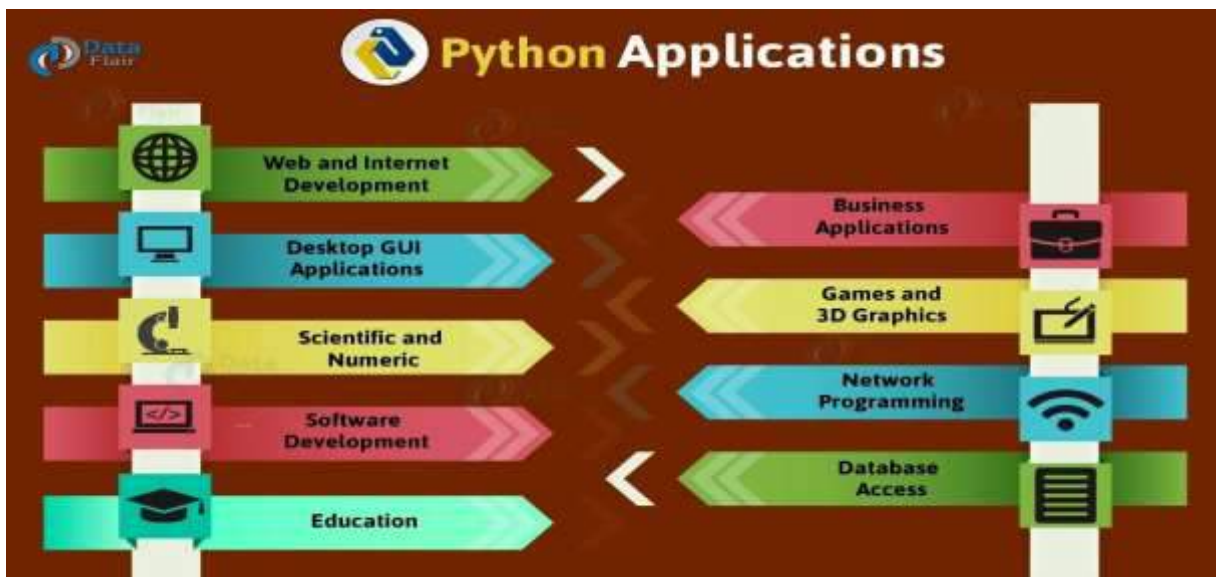 Data
Flair
Python Applications
Web and Internet
Development
Desktop GUI
Applications
Scientific and
Numeric
Software
Development
</>
Education
Business
Applications
Games and
3D Graphics
Network
Programming
Database
Access